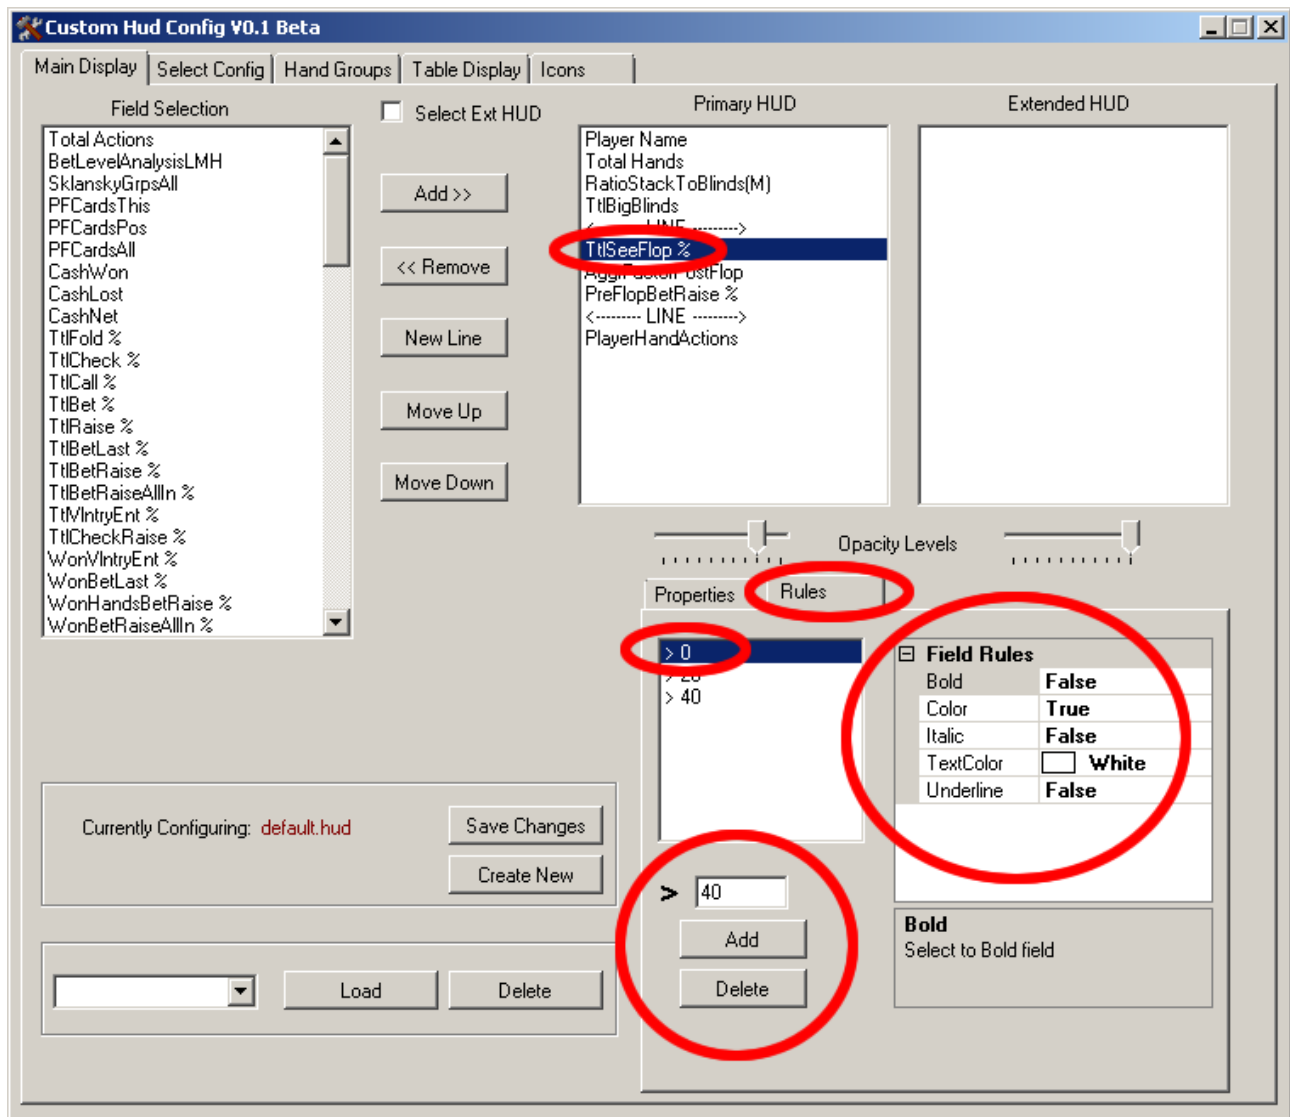 Custom Hud Config V0.1 Beta
Main Display
Select Config
Hand Groups
Table Display
Icons
Field Selection
Select Ext HUD
Primary HUD
Extended HUD
Total Actions
BetLevelAnalysisLMH
SklanskyGrpsAll
PFCardsThis
PFCardsPos
PFCardsAll
CashWon
CashLost
CashNet
TtlFold %
TtlCheck %
TtlCall %
TtlBet %
TtlRaise %
TtlBetLast %
TtlBetRaise %
TtlBetRaiseAllIn %
TtlVlntryEnt %
TtlCheckRaise %
WonVlntryEnt %
WonBetLast %
WonHandsBetRaise %
WonBetRaiseAllIn %
Add >>
<< Remove
New Line
Move Up
Move Down
Player Name
Total Hands
RatioStackToBlinds(M)
TtlBigBlinds
<--------- LINE --------->
TtlSeeFlop %
AggrFactorPostFlop
PreFlopBetRaise %
<--------- LINE --------->
PlayerHandActions
Opacity Levels
Properties
Rules
> 0
> 20
> 40
Field Rules
Bold False
Color True
Italic False
TextColor White
Underline False
> 40
Add
Delete
Bold
Select to Bold field
Currently Configuring: default.hud
Save Changes
Create New
Load
Delete